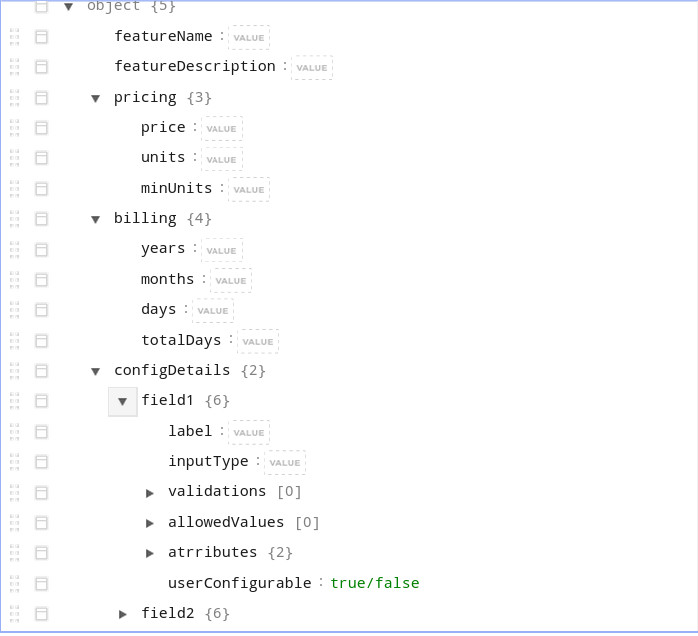 object {5}
featureName : VALUE
featureDescription : VALUE
pricing {3}
price : VALUE
units : VALUE
minUnits : VALUE
billing {4}
years : VALUE
months : VALUE
days : VALUE
totalDays : VALUE
configDetails {2}
field1 {6}
label : VALUE
inputType : VALUE
validations [0]
allowedValues [0]
atrributes {2}
userConfigurable : true/false
field2 {6}